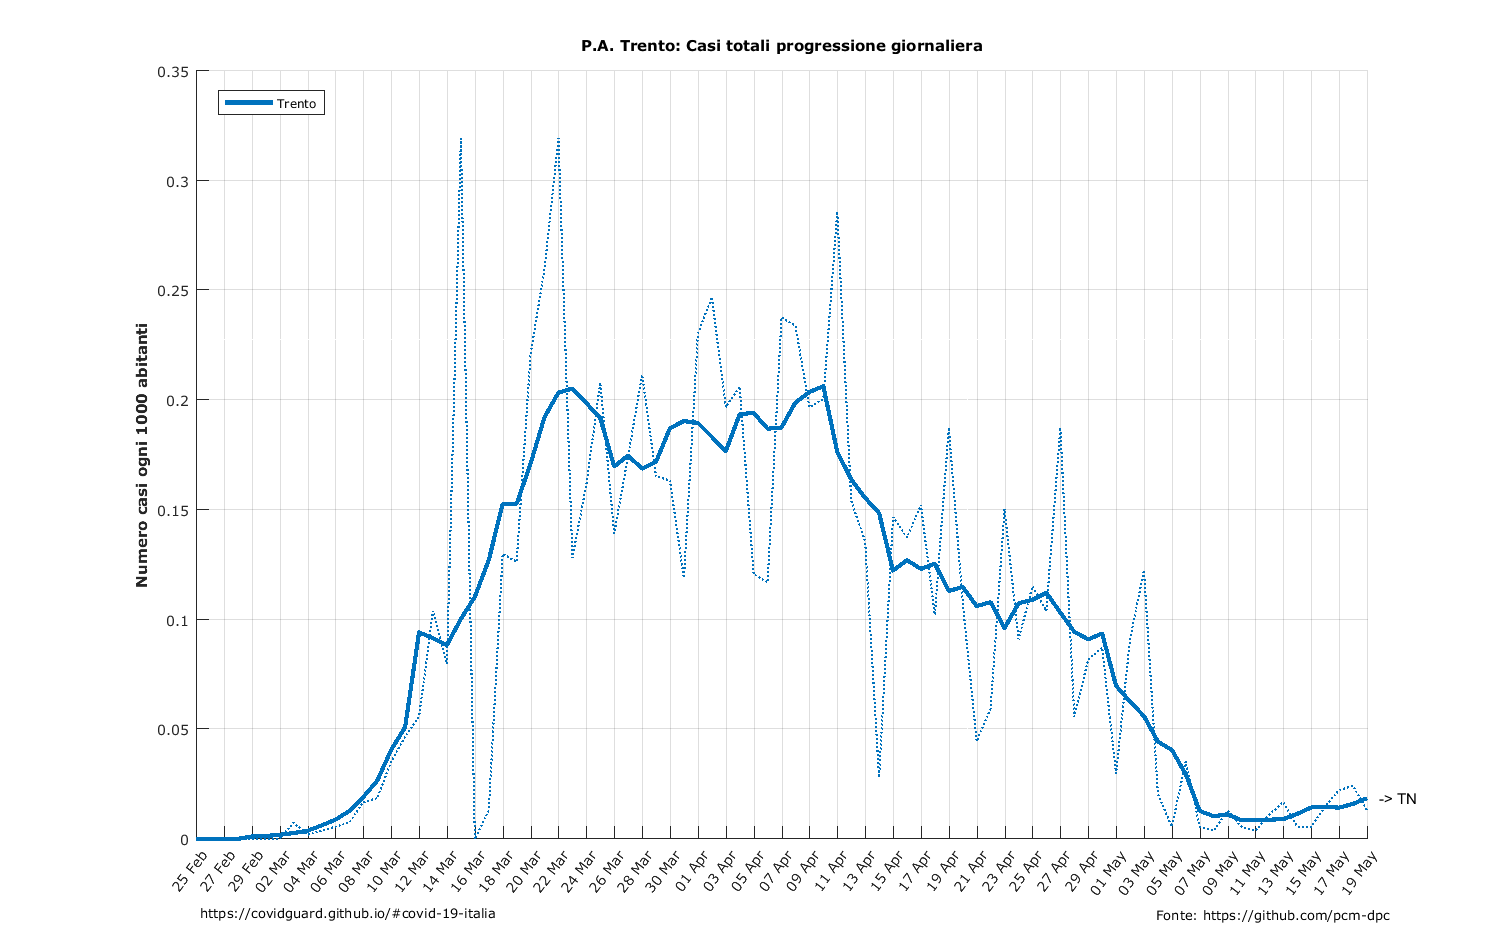 P.A. Trento: Casi totali progressione giornaliera
Trento
Numero casi ogni 1000 abitanti
0.35
0.3
0.25
0.2
0.15
0.1
0.05
0
-> TN
25 Feb
27 Feb
29 Feb
02 Mar
04 Mar
06 Mar
08 Mar
10 Mar
12 Mar
14 Mar
16 Mar
18 Mar
20 Mar
22 Mar
24 Mar
26 Mar
28 Mar
30 Mar
01 Apr
03 Apr
05 Apr
07 Apr
09 Apr
11 Apr
13 Apr
15 Apr
17 Apr
19 Apr
21 Apr
23 Apr
25 Apr
27 Apr
29 Apr
01 May
03 May
05 May
07 May
09 May
11 May
13 May
15 May
17 May
19 May
https://covidguard.github.io/#covid-19-italia
Fonte: https://github.com/pcm-dpc